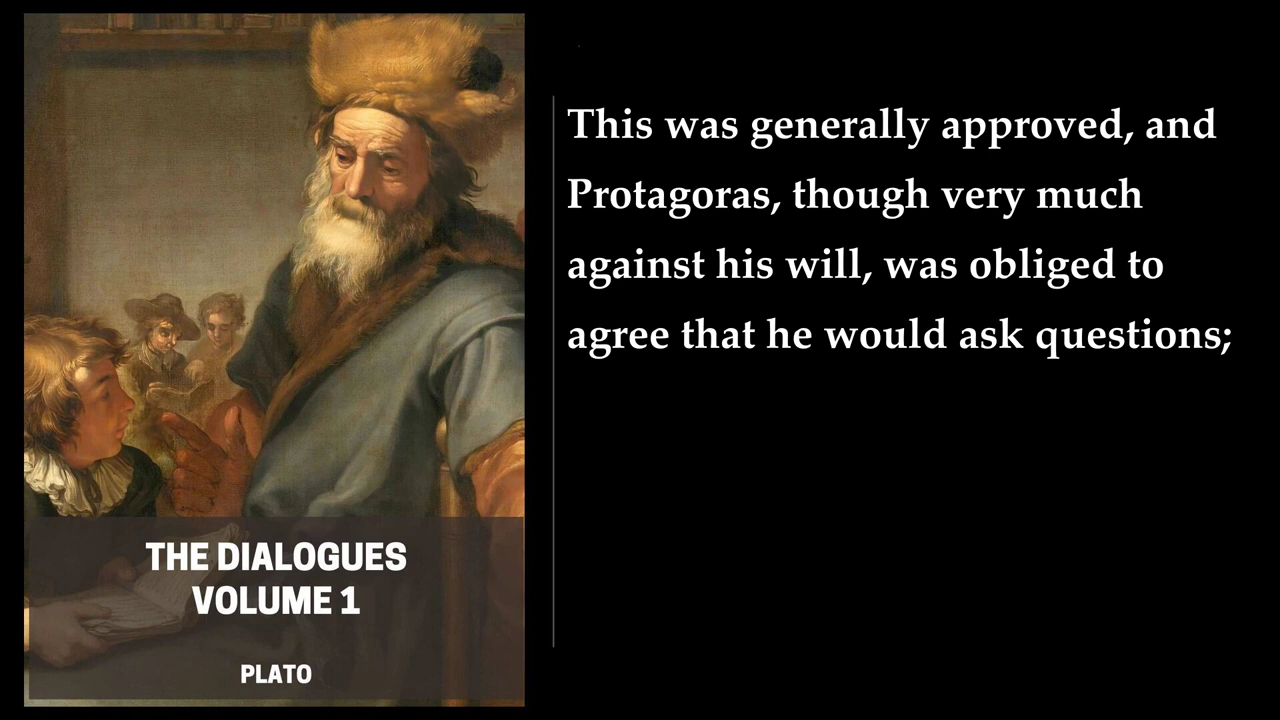 This was generally approved, and
Protagoras, though very much
against his will, was obliged to
agree that he would ask questions;
THE DIALOGUES
VOLUME 1
PLATO